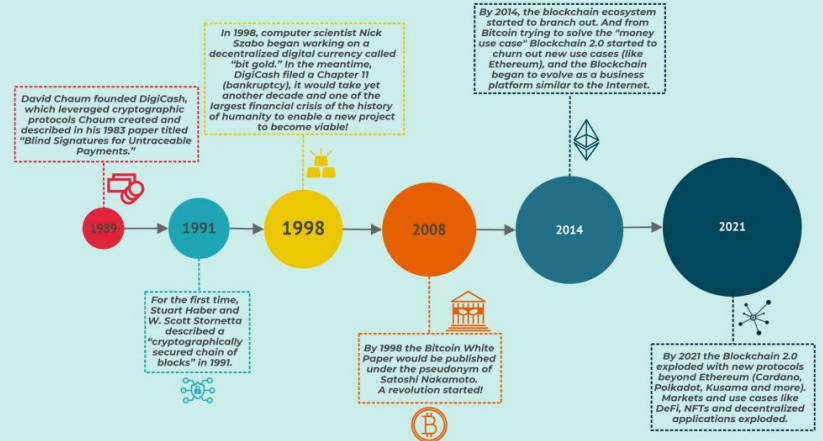 David Chaum founded DigiCash,
which leveraged cryptographic
protocols Chaum created and
described in his 1983 paper titled
“Blind Signatures for Untraceable
Payments.”
1989
1991
For the first time,
Stuart Haber and
W. Scott Stornetta
described a
“cryptographically
secured chain of
blocks” in 1991.
In 1998, computer scientist Nick
Szabo began working on a
decentralized digital currency called
“bit gold.” In the meantime,
DigiCash filed a Chapter 11
(bankruptcy), it would take yet
another decade and one of the
largest financial crisis of the history
of humanity to enable a new project
to become viable!
1998
2008
By 1998 the Bitcoin White
Paper would be published
under the pseudonym of
Satoshi Nakamoto.
A revolution started!
By 2014, the blockchain ecosystem
started to branch out. And from
Bitcoin trying to solve the "money
use case" Blockchain 2.0 started to
churn out new use cases (like
Ethereum), and the Blockchain
began to evolve as a business
platform similar to the Internet.
2014
2021
By 2021 the Blockchain 2.0
exploded with new protocols
beyond Ethereum (Cardano,
Polkadot, Kusama and more).
Markets and use cases like
DeFi, NFTs and decentralized
applications exploded.